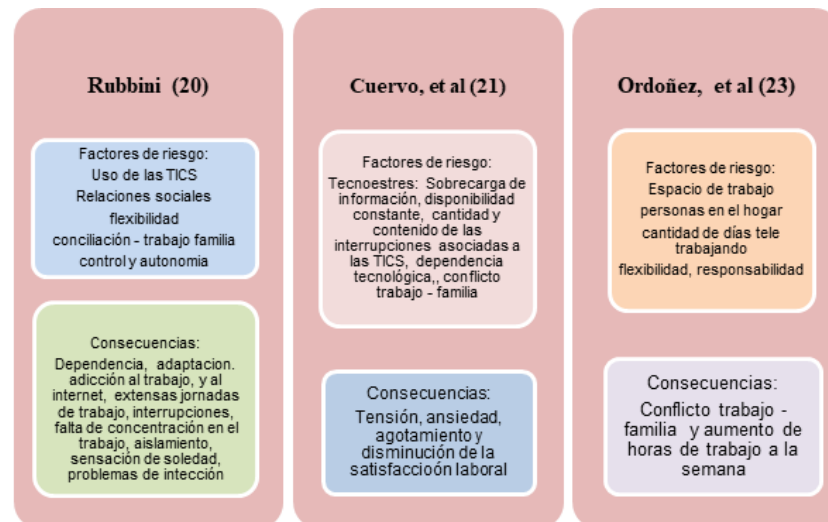 Rubbini (20)
Factores de riesgo:
Uso de las TICS
Relaciones sociales
flexibilidad
conciliación - trabajo familia
control y autonomia
Consecuencias:
Dependencia, adaptacion.
adicción al trabajo, y al
internet, extensas jornadas
de trabajo, interrupciones,
falta de concentración en el
trabajo, aislamiento,
sensación de soledad,
problemas de intección
Cuervo, et al (21)
Factores de riesgo:
Tecnoestres: Sobrecarga de
información, disponibilidad
constante, cantidad y
contenido de las
interrupciones asociadas a
las TICS, dependencia
tecnológica,, conflicto
trabajo - familia
Consecuencias:
Tensión, ansiedad,
agotamiento y
disminución de la
satisfaccioón laboral
Ordoñez, et al (23)
Factores de riesgo:
Espacio de trabajo
personas en el hogar
cantidad de días tele
trabajando
flexibilidad, responsabilidad
Consecuencias:
Conflicto trabajo -
familia y aumento de
horas de trabajo a la
semana